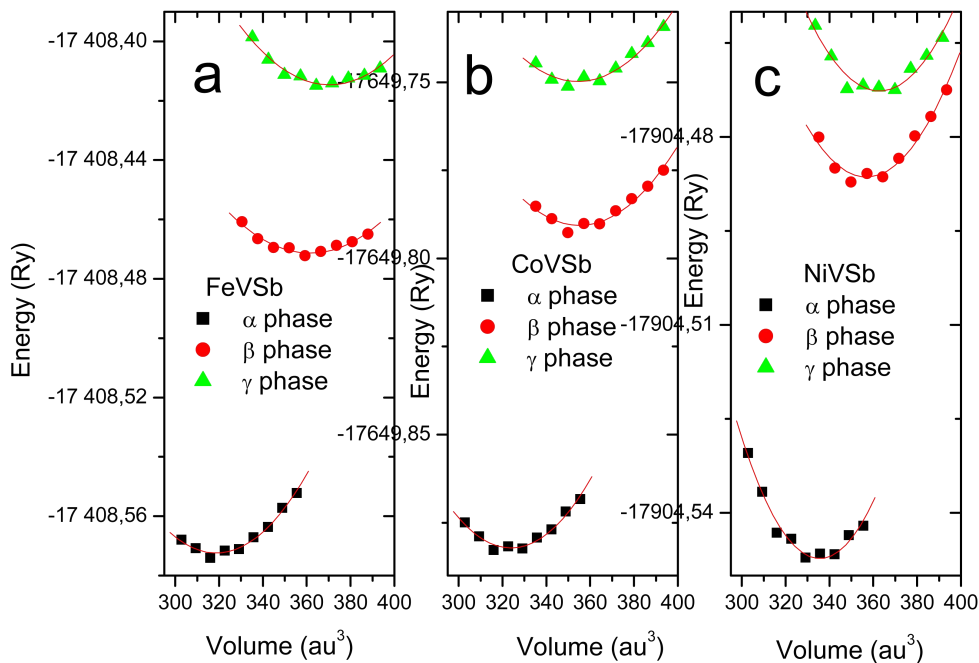 a
-17 408,40
-17 408,44
-17 408,48
-17 408,52
-17 408,56
Energy (Ry)
FeVSb
α phase
β phase
γ phase
300 320 340 360 380 400
Volume (au³)
b
-17649,75
-17649,80
-17649,85
Energy (Ry)
CoVSb
α phase
β phase
γ phase
300 320 340 360 380 400
Volume (au³)
c
-17904,48
-17904,51
-17904,54
Energy (Ry)
NiVSb
α phase
β phase
γ phase
300 320 340 360 380 400
Volume (au³)